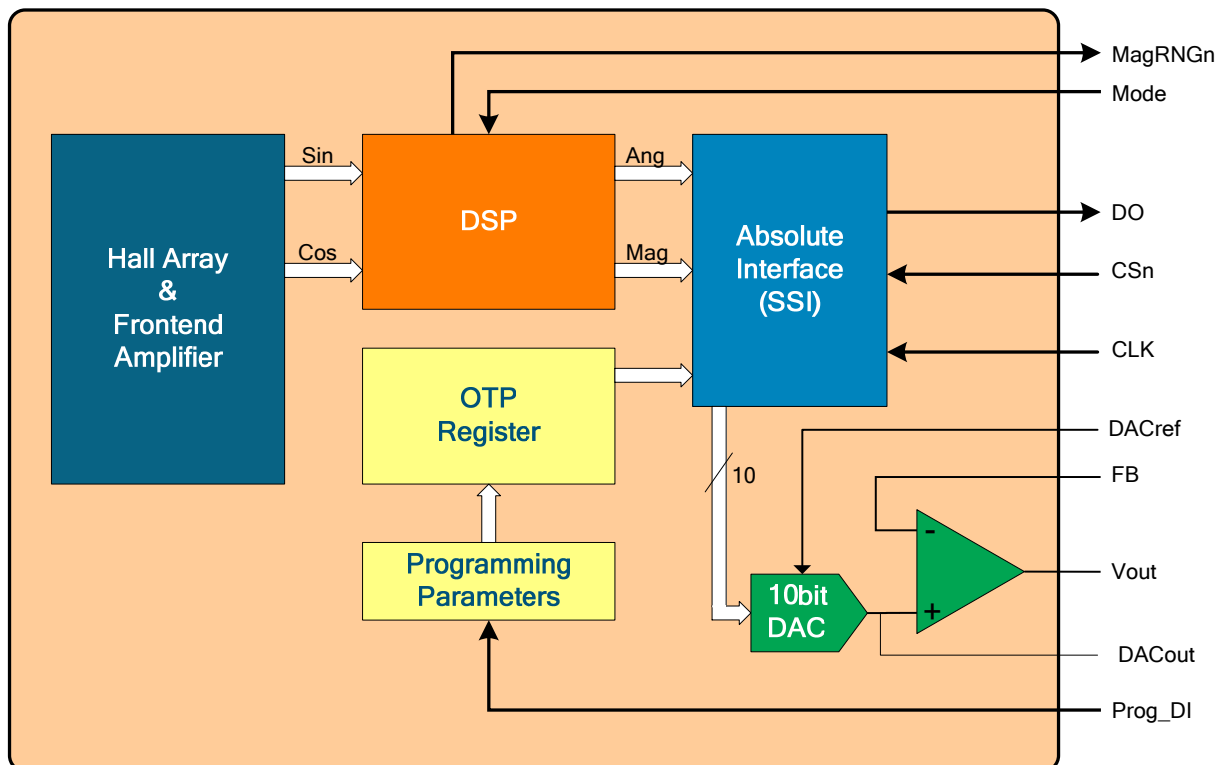 MagRNGn
Mode
Sin
Ang
DSP
DO
Hall Array
&
Frontend
Amplifier
Cos
Mag
Absolute
Interface
(SSI)
CSn
CLK
OTP
Register
DACref
10
FB
-
Programming
Parameters
10bit
DAC
+
Vout
DACout
Prog_DI